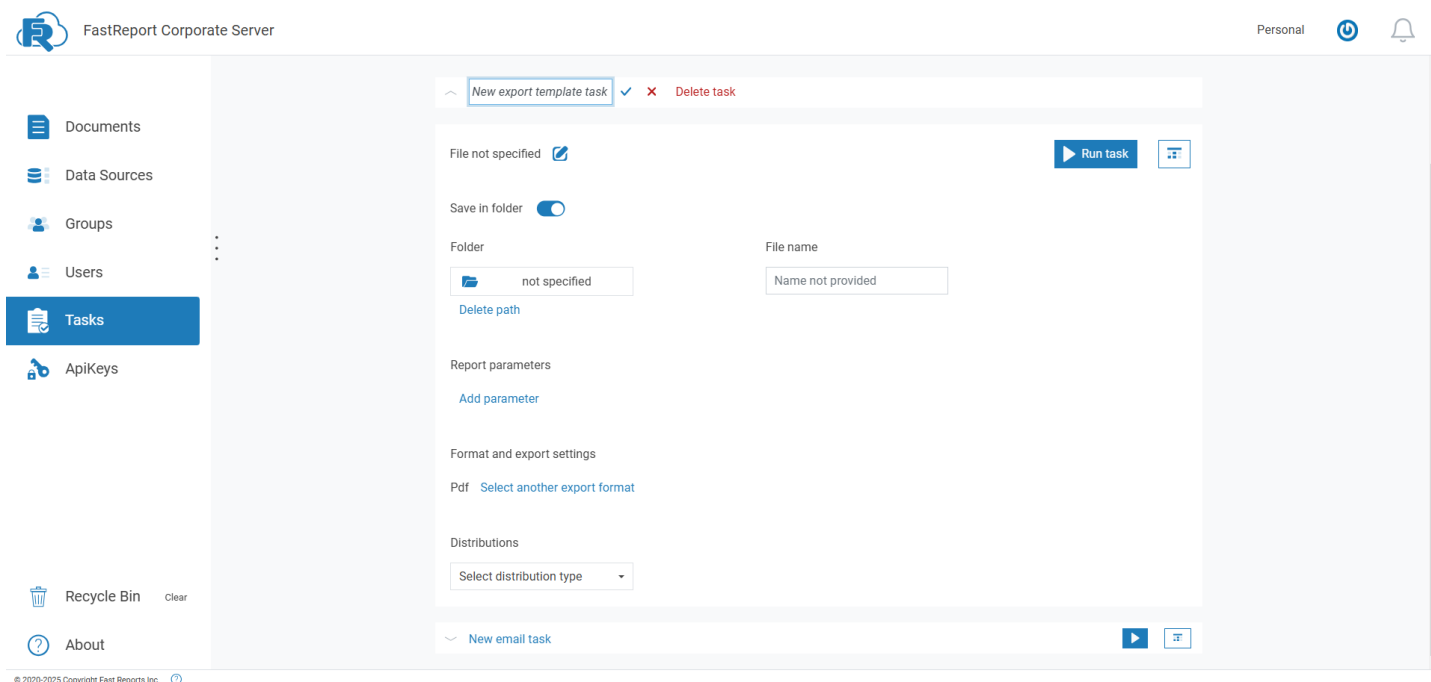 FastReport Corporate Server
Personal
New export template task
Delete task
Documents
File not specified
Run task
Data Sources
Save in folder
Groups
Folder
File name
Users
not specified
Name not provided
Delete path
Tasks
Report parameters
ApiKeys
Add parameter
Format and export settings
Pdf Select another export format
Distributions
Select distribution type
Recycle Bin Clear
New email task
About
© 2020-2025 Copyright Fast Reports Inc. ?